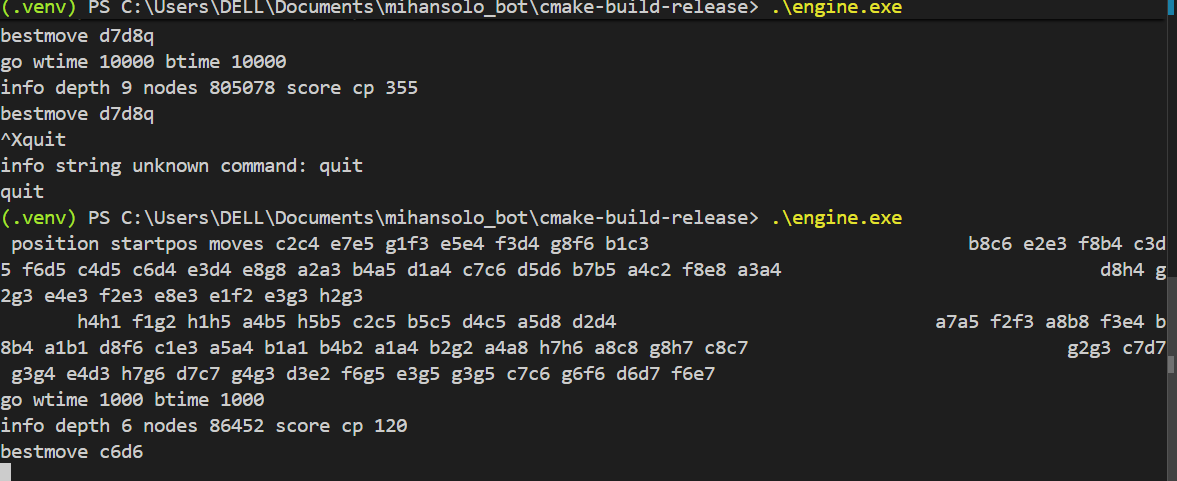 (.venv) PS C:\Users\DELL\Documents\mihansolo_bot\cmake-build-release> .\engine.exe
bestmove d7d8q
go wtime 10000 btime 10000
info depth 9 nodes 805078 score cp 355
bestmove d7d8q
^Xquit
info string unknown command: quit
quit
(.venv) PS C:\Users\DELL\Documents\mihansolo_bot\cmake-build-release> .\engine.exe
position startpos moves c2c4 e7e5 g1f3 e5e4 f3d4 g8f6 b1c3 b8c6 e2e3 f8b4 c3d
5 f6d5 c4d5 c6d4 e3d4 e8g8 a2a3 b4a5 d1a4 c7c6 d5d6 b7b5 a4c2 f8e8 a3a4 d8h4 g
2g3 e4e3 f2e3 e8e3 e1f2 e3g3 h2g3
h4h1 f1g2 h1h5 a4b5 h5b5 c2c5 b5c5 d4c5 a5d8 d2d4 a7a5 f2f3 a8b8 f3e4 b
8b4 a1b1 d8f6 c1e3 a5a4 b1a1 b4b2 a1a4 b2g2 a4a8 h7h6 a8c8 g8h7 c8c7 g2g3 c7d7
g3g4 e4d3 h7g6 d7c7 g4g3 d3e2 f6g5 e3g5 g3g5 c7c6 g6f6 d6d7 f6e7
go wtime 1000 btime 1000
info depth 6 nodes 86452 score cp 120
bestmove c6d6